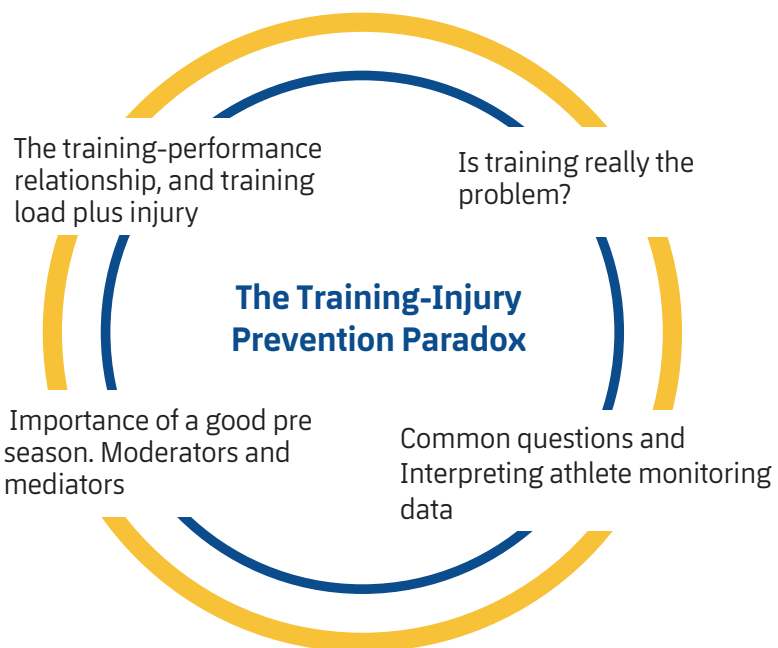 The training-performance
relationship, and training
load plus injury
Is training really the
problem?
The Training-Injury
Prevention Paradox
Importance of a good pre
season. Moderators and
mediators
Common questions and
Interpreting athlete monitoring
data